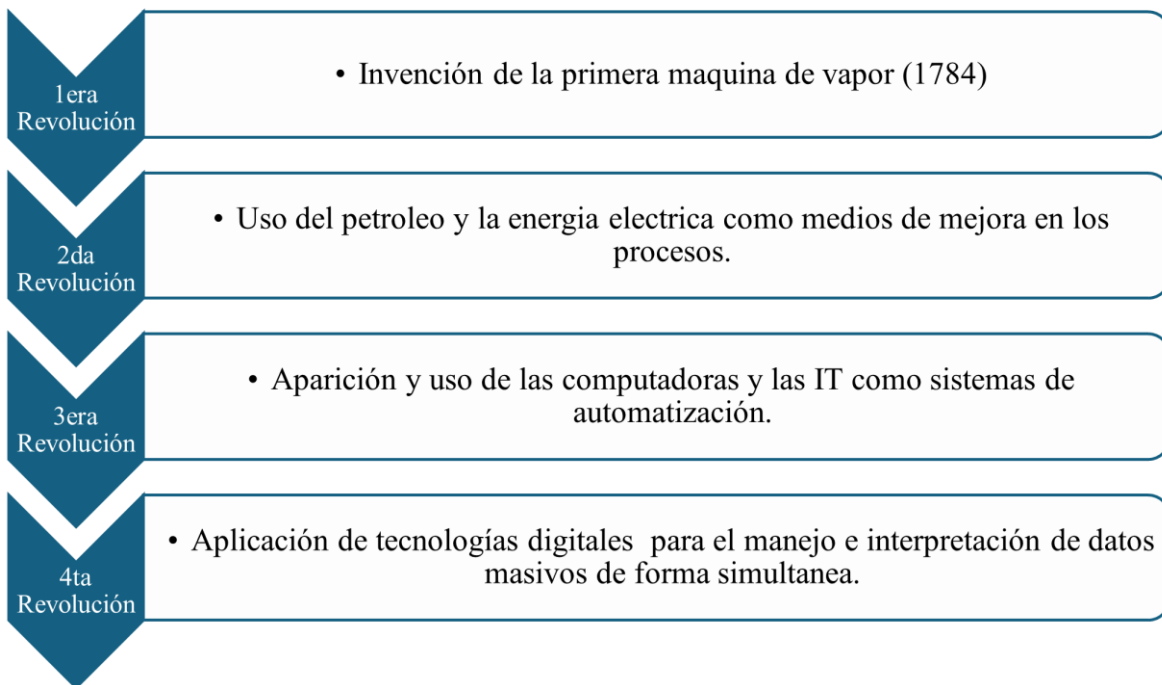 1era
Revolución
• Invención de la primera maquina de vapor (1784)
2da
Revolución
• Uso del petroleo y la energia electrica como medios de mejora en los
procesos.
3era
Revolución
• Aparición y uso de las computadoras y las IT como sistemas de
automatización.
4ta
Revolución
• Aplicación de tecnologías digitales para el manejo e interpretación de datos
masivos de forma simultanea.